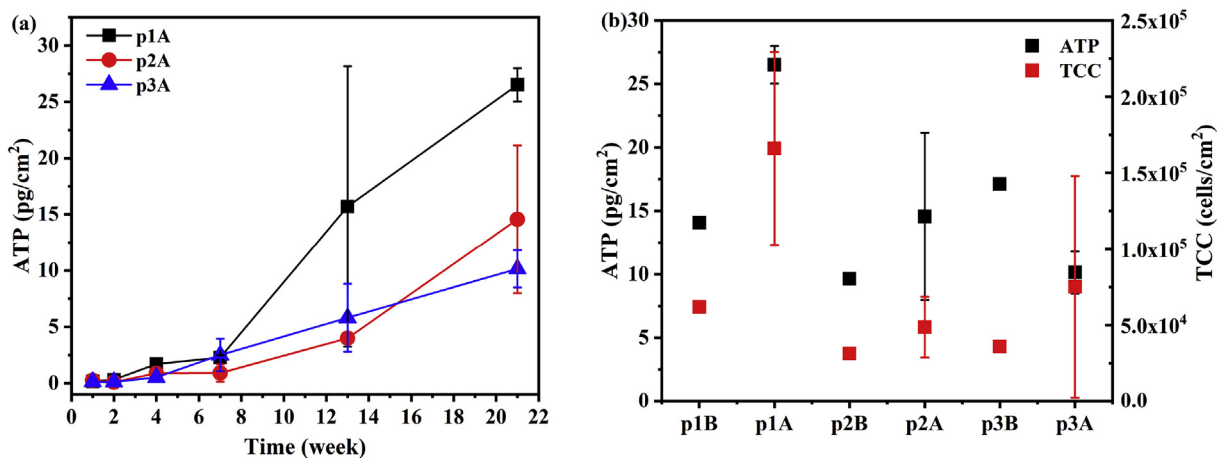 (a)
p1A
p2A
p3A
30
25
20
15
10
5
0
ATP (pg/cm²)
0 2 4 6 8 10 12 14 16 18 20 22
Time (week)
(b)
ATP
TCC
30
25
20
15
10
5
0
ATP (pg/cm²)
2.5x10⁵
2.0x10⁵
1.5x10⁵
1.0x10⁵
5.0x10⁴
0.0
TCC (cells/cm²)
p1B p1A p2B p2A p3B p3A